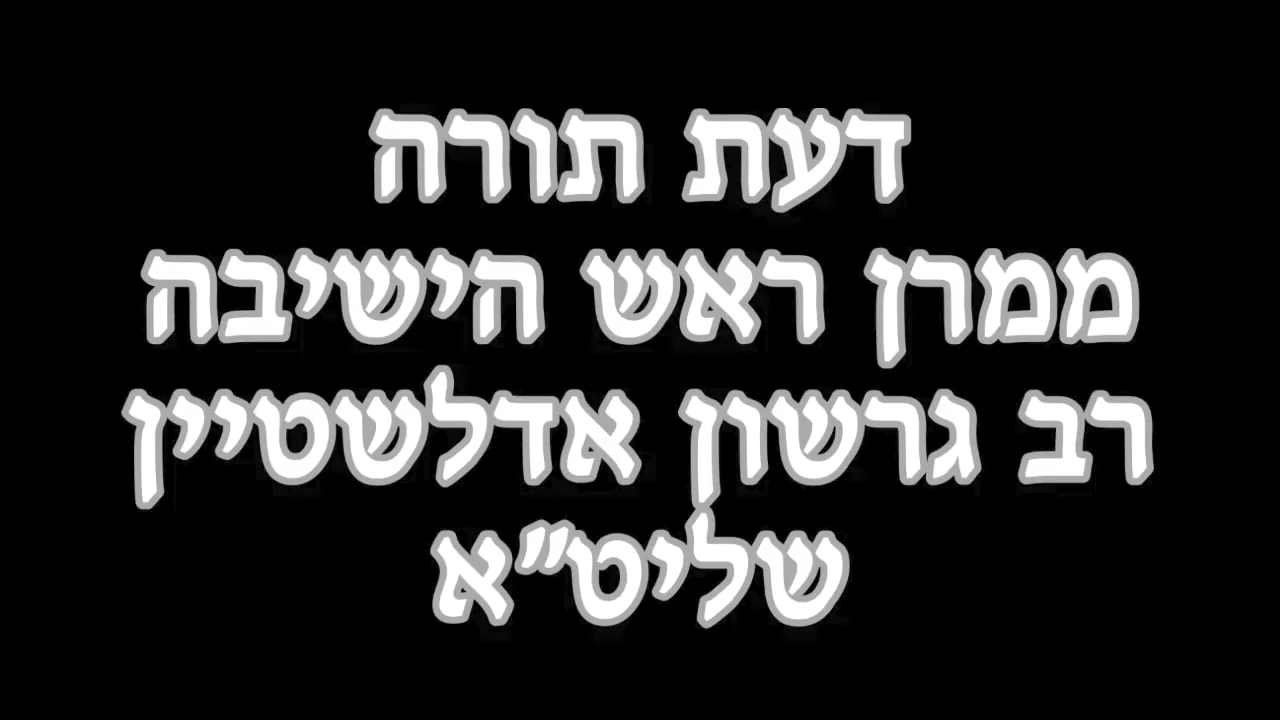 דעת תורה
ממרן ראש הישיבה
רב גרשון אדלשטיין
שליט"א